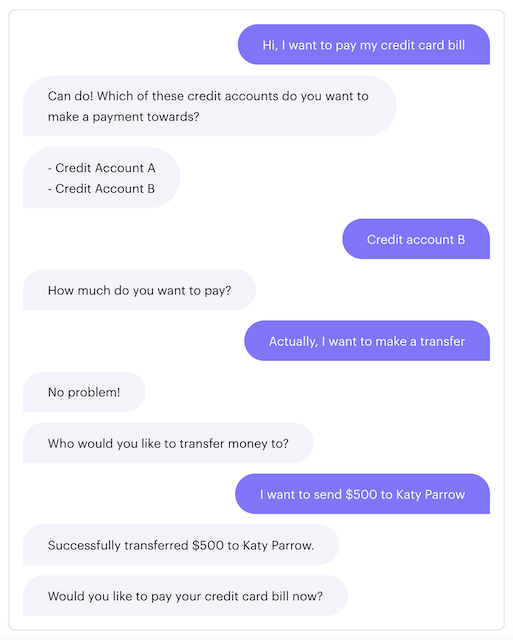 Hi, I want to pay my credit card bill
Can do! Which of these credit accounts do you want to
make a payment towards?
- Credit Account A
- Credit Account B
Credit account B
How much do you want to pay?
Actually, I want to make a transfer
No problem!
Who would you like to transfer money to?
I want to send $500 to Katy Parrow
Successfully transferred $500 to Katy Parrow.
Would you like to pay your credit card bill now?